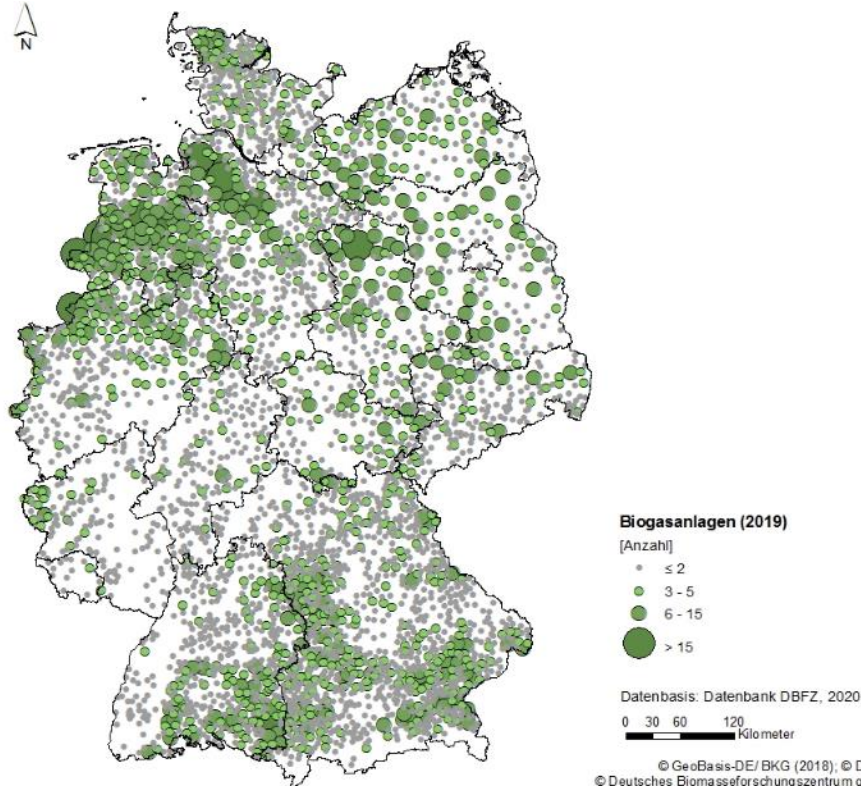 N
Biogasanlagen (2019)
[Anzahl]
≤ 2
3 - 5
6 - 15
> 15
Datenbasis: Datenbank DBFZ, 2020
0 30 60 120
Kilometer
© GeoBasis-DE/ BKG (2018); © D
© Deutsches Biomasseforschungszentrum g